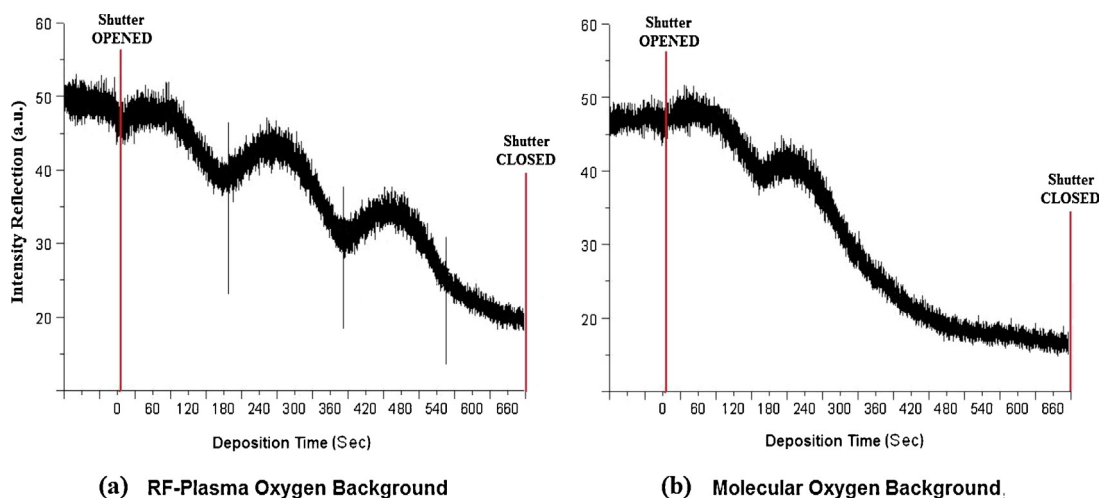 Shutter
OPENED
Shutter
CLOSED
Intensity Reflection (a.u.)
60
50
40
30
20
0 60 120 180 240 300 360 420 480 540 600 660
Deposition Time (Sec)
(a) RF-Plasma Oxygen Background
Shutter
OPENED
Shutter
CLOSED
60
50
40
30
20
0 60 120 180 240 300 360 420 480 540 600 660
Deposition Time (Sec)
(b) Molecular Oxygen Background